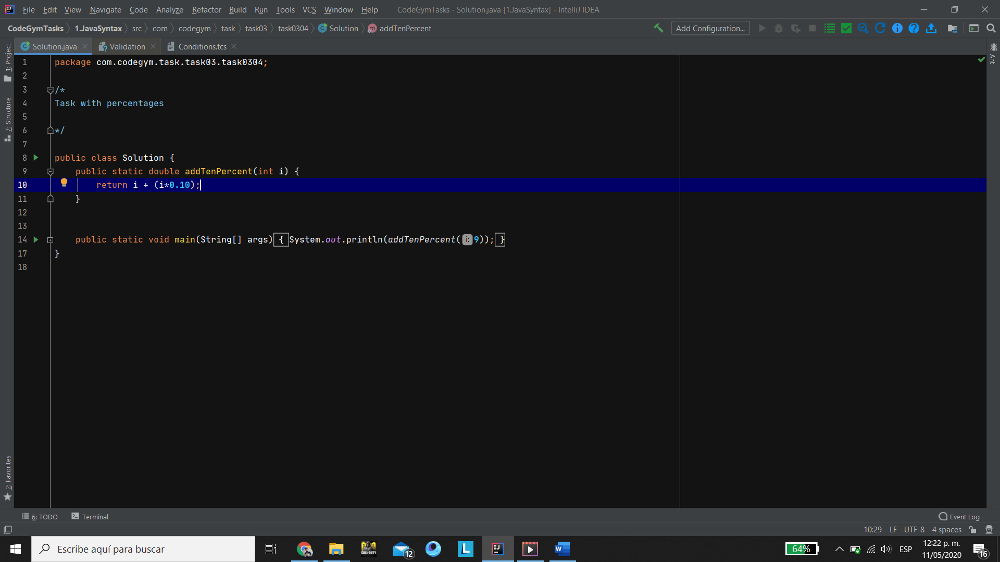 File Edit View Navigate Code Analyze Refactor Build Run Tools VCS Window Help CodeGymTasks - Solution.java [1.JavaSyntax] - IntelliJ IDEA
CodeGymTasks 1.JavaSyntax src com codegym task task03 task0304 Solution addTenPercent Add Configuration...
Solution.java Validation Conditions.tcs
1: Project
7: Structure
2: Favorites
Ant
1 package com.codegym.task.task03.task0304;
2
3 /*
4 Task with percentages
5
6 */
7
8 public class Solution {
9 public static double addTenPercent(int i) {
10 return i + (i*0.10);
11 }
12
13
14 public static void main(String[] args) { System.out.println(addTenPercent( i: 9)); }
17 }
18
6: TODO Terminal Event Log
10:29 LF UTF-8 4 spaces
Escribe aquí para buscar
CALL·DUTY
12
L
IJ
W
64%
ESP
12:22 p. m.
11/05/2020
16